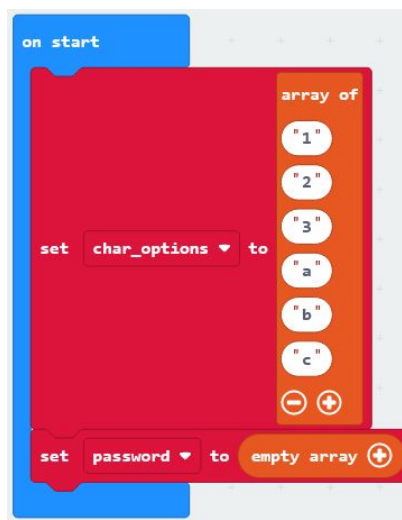 on start
array of
"1"
"2"
"3"
set char_options to
"a"
"b"
"c"
set password to empty array